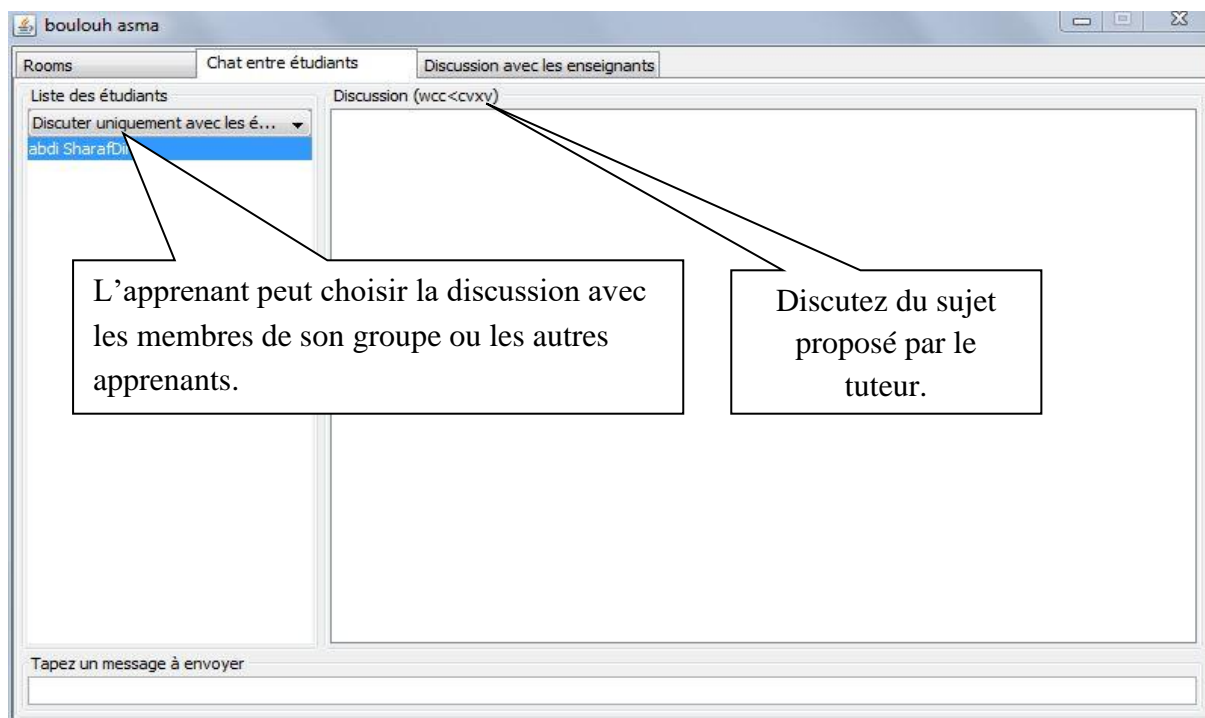 boulouh asma
Rooms
Chat entre étudiants
Discussion avec les enseignants
Liste des étudiants
Discussion (wcc<cvxv)
Discuter uniquement avec les é...
abdi
L'apprenant peut choisir la discussion avec
les membres de son groupe ou les autres
apprenants.
Discutez du sujet
proposé par le
tuteur.
Tapez un message à envoyer